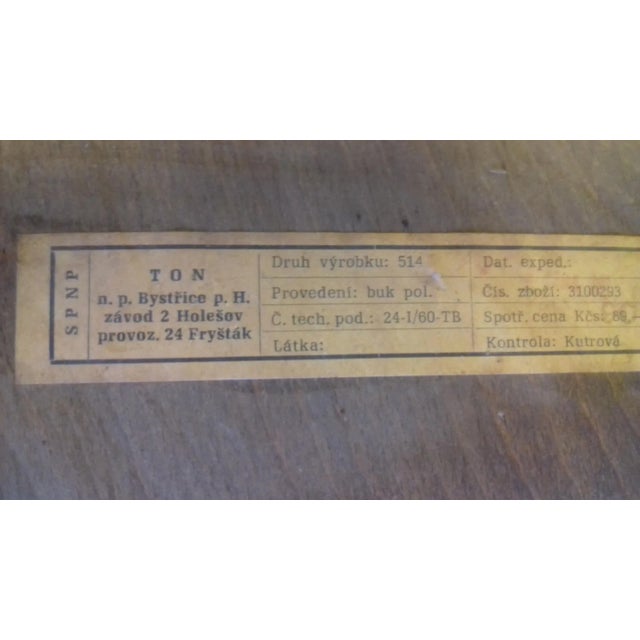 SPNP
TON
n. p. Bystřice p. H.
závod 2 Holešov
provoz. 24 Fryšták
Druh výrobku: 514
Provedení: buk pol.
Č. tech. pod.: 24-I/60-TB
Látka:
Dat. exped.:
Čís. zboží: 3100293
Spotř. cena Kčs: 89,-
Kontrola: Kutrová